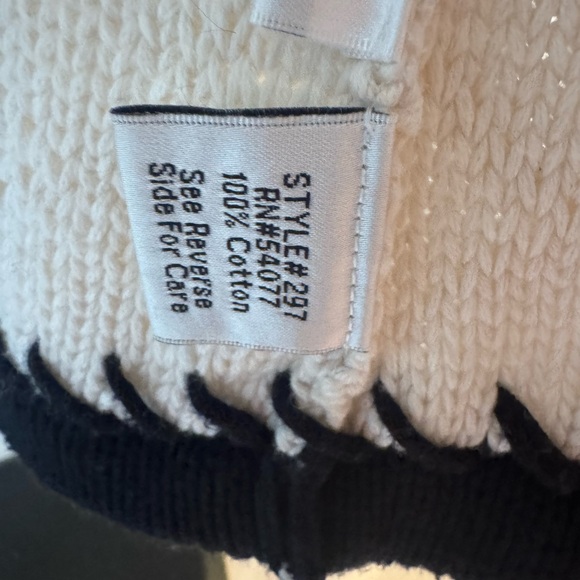 STYLE#297
RN#54077
100% Cotton
See Reverse
Side For Care